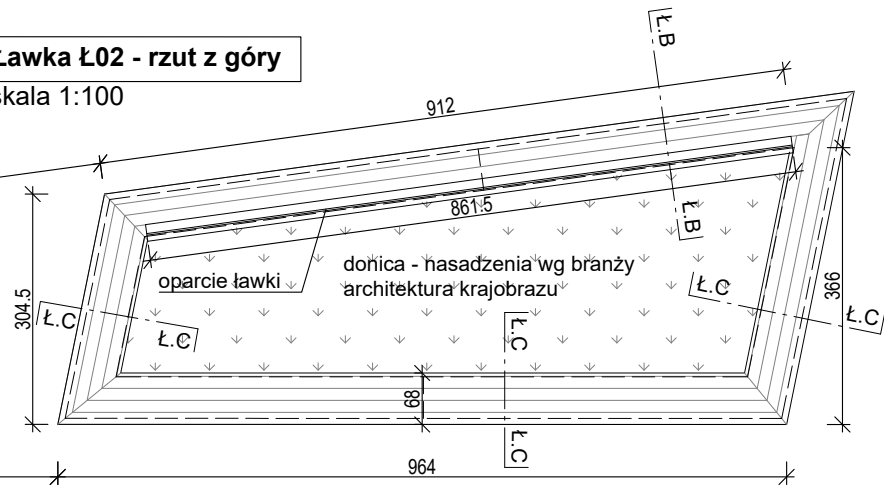 Ławka Ł02 - rzut z góry
skala 1:100
912
Ł.B
861.5
Ł.B
oparcie ławki
donica - nasadzenia wg branży
architektura krajobrazu
304.5
Ł.C
Ł.C
Ł.C
Ł.C
366
Ł.C
68
Ł.C
964